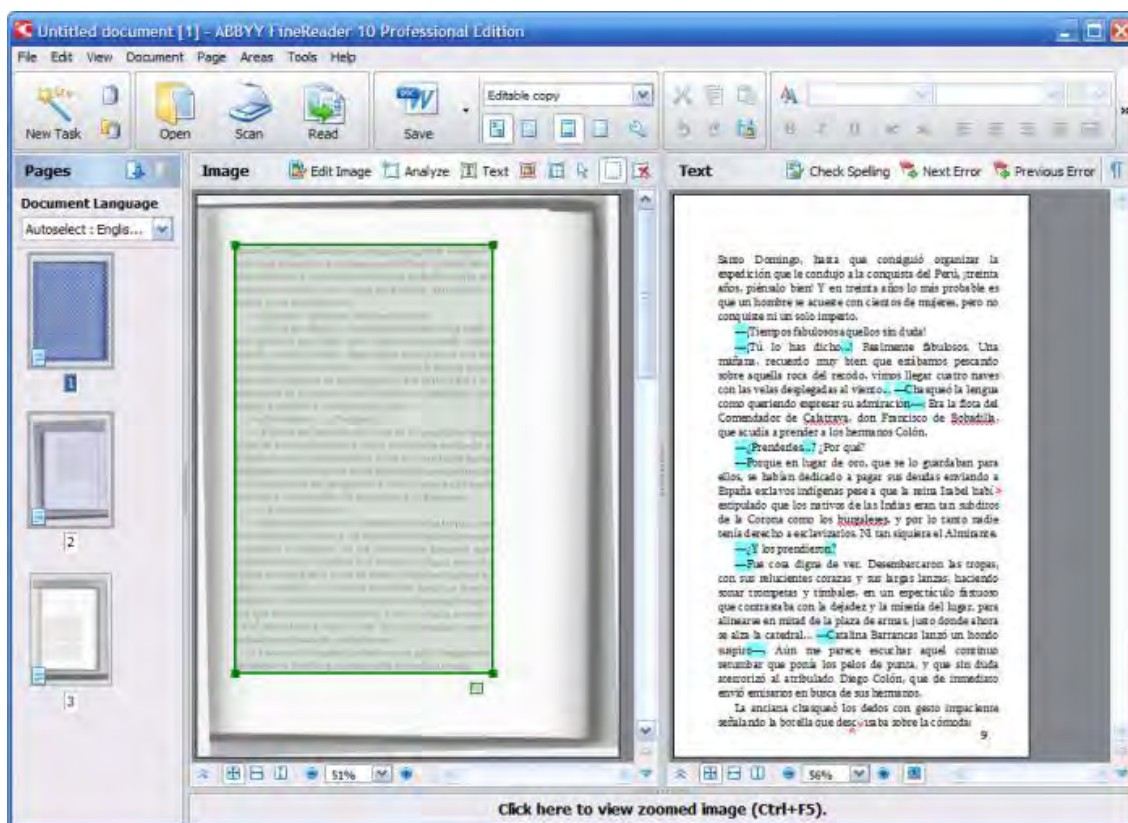 Untitled document [1] - ABBYY FineReader 10 Professional Edition
File Edit View Document Page Areas Tools Help
New Task
Open
Scan
Read
Save
Editable copy
Pages
Document Language
Autoselect : Englis...
1
2
3
Image
Edit Image
Analyze
Text
51%
Text
Check Spelling
Next Error
Previous Error
Santo Domingo, hasta que consiguió organizar la
expedición que le condujo a la conquista del Perú, ¡treinta
años, piénsalo bien! Y en treinta años lo más probable es
que un hombre se acueste con cientos de mujeres, pero no
conquiste ni un solo imperio.
—¡Tiempos fabulosos aquellos sin duda!
—¡Tú lo has dicho...! Realmente fabulosos. Una
mañana, recuerdo muy bien que estábamos pescando
sobre aquella roca del recodo, vimos llegar cuatro naves
con las velas desplegadas al viento... —Chasqueó la lengua
como queriendo expresar su admiración—. Era la flota del
Comendador de Calatrava, don Francisco de Bobadilla,
que acudía a prender a los hermanos Colón.
—¿Prenderles...? ¿Por qué?
—Porque en lugar de oro, que se lo guardaban para
ellos, se habían dedicado a pagar sus deudas enviando a
España esclavos indígenas pese a que la reina Isabel habí>
estipulado que los nativos de las Indias eran tan subditos
de la Corona como los burgaleses, y por lo tanto nadie
tenía derecho a esclavizarlos. Ni tan siquiera el Almirante.
—¿Y los prendieron?
—Fue cosa digna de ver. Desembarcaron las tropas,
con sus relucientes corazas y sus largas lanzas, haciendo
sonar trompetas y timbales, en un espectáculo fastuoso
que contrastaba con la dejadez y la miseria del lugar, para
alinearse en mitad de la plaza de armas, justo donde ahora
se alza la catedral... —Catalina Barrancas lanzó un hondo
suspiro—. Aún me parece escuchar aquel continuo
retumbar que ponía los pelos de punta, y que sin duda
atemorizó al atribulado Diego Colón, que de inmediato
envió emisarios en busca de sus hermanos.
La anciana chasqueó los dedos con gesto impaciente
señalando la botella que sobre la cómoda:
9
56%
Click here to view zoomed image (Ctrl+F5).